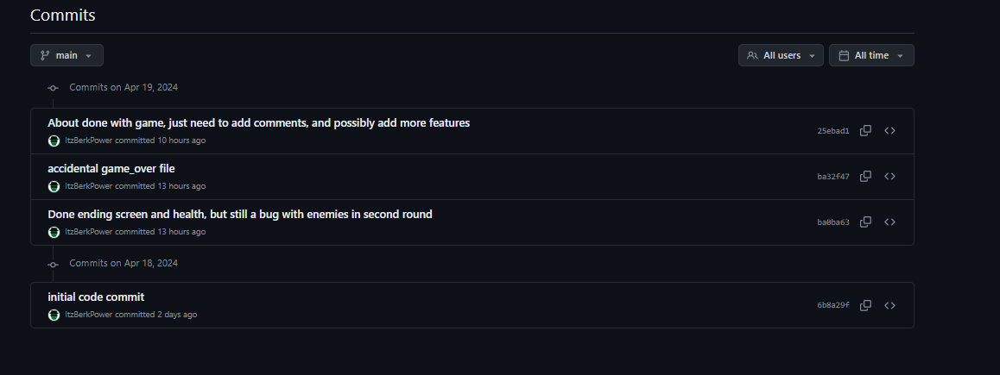 Commits
main
All users
All time
Commits on Apr 19, 2024
About done with game, just need to add comments, and possibly add more features
ItzBerkPower committed 10 hours ago
25ebad1
accidental game_over file
ItzBerkPower committed 13 hours ago
ba32f47
Done ending screen and health, but still a bug with enemies in second round
ItzBerkPower committed 13 hours ago
ba0ba63
Commits on Apr 18, 2024
initial code commit
ItzBerkPower committed 2 days ago
6b8a29f